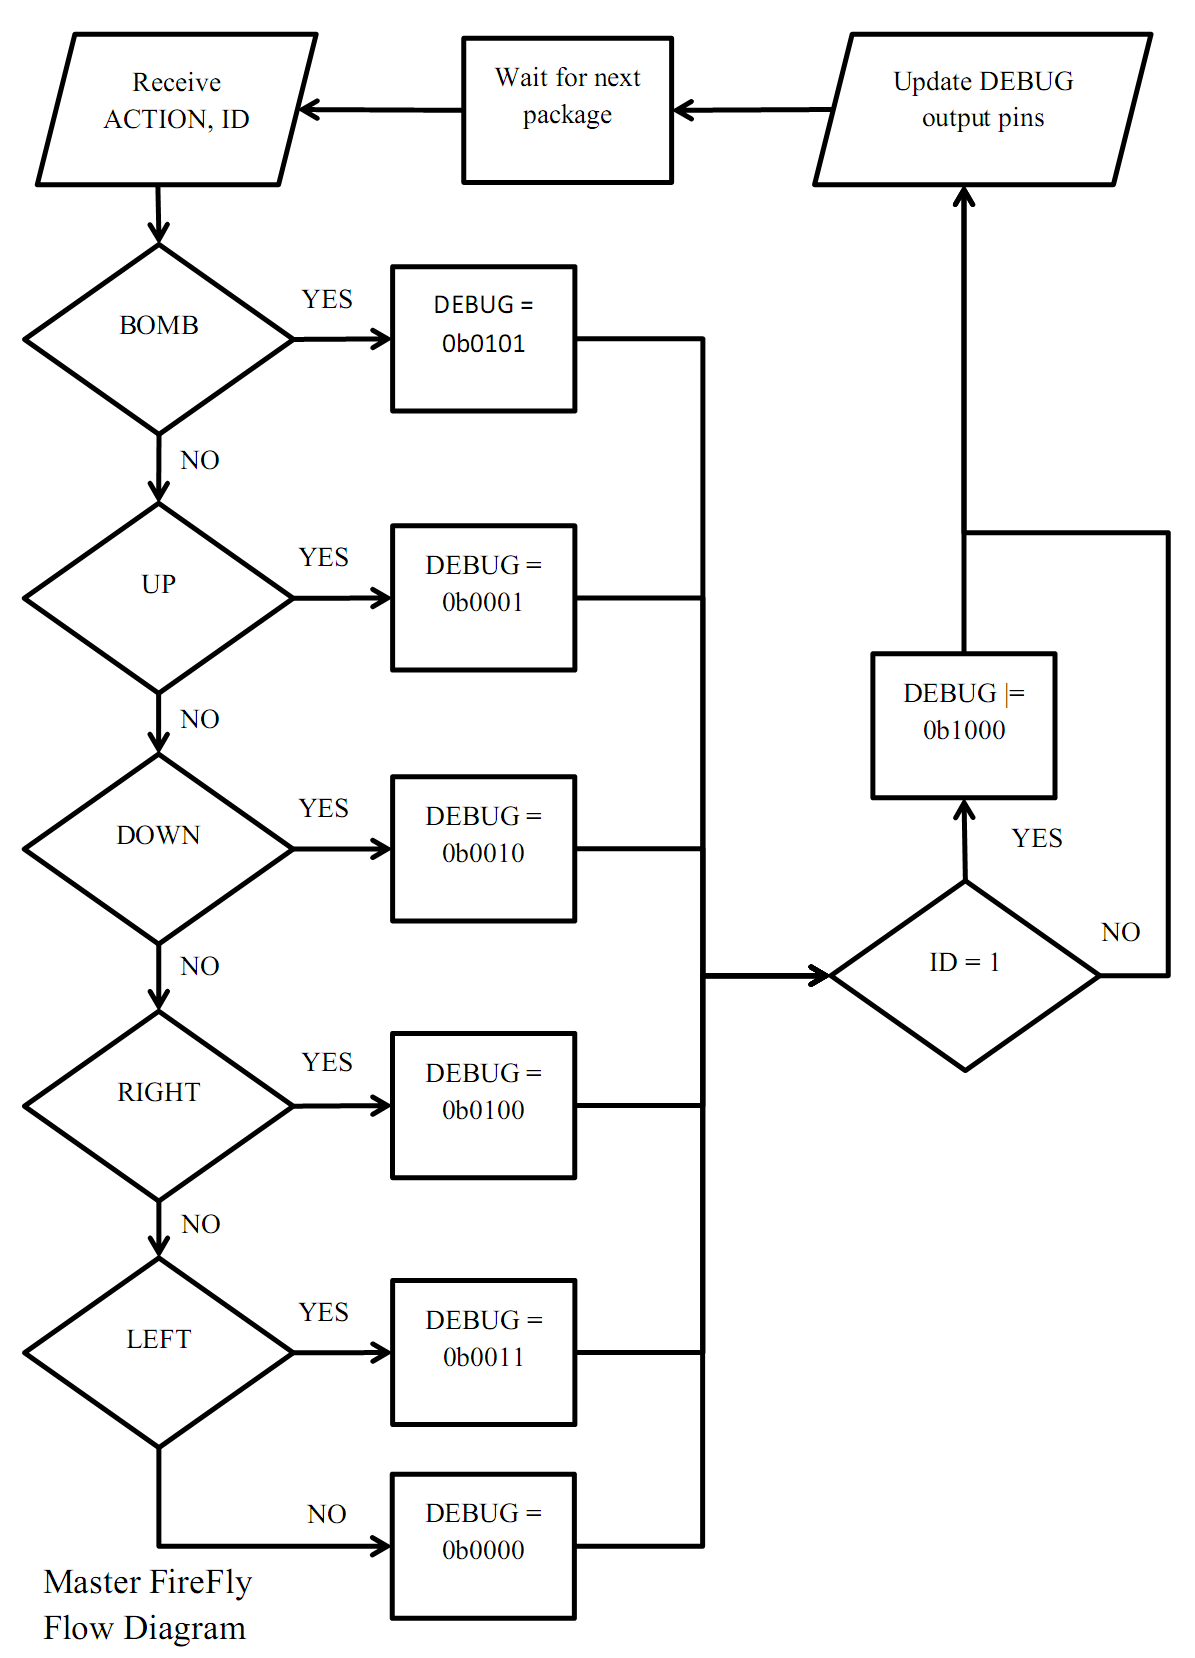 Receive
ACTION, ID
Wait for next
package
Update DEBUG
output pins
BOMB
YES
DEBUG =
0b0101
NO
UP
YES
DEBUG =
0b0001
NO
DOWN
YES
DEBUG =
0b0010
NO
RIGHT
YES
DEBUG =
0b0100
NO
LEFT
YES
DEBUG =
0b0011
NO
DEBUG =
0b0000
ID = 1
YES
DEBUG |=
0b1000
NO
Master FireFly
Flow Diagram